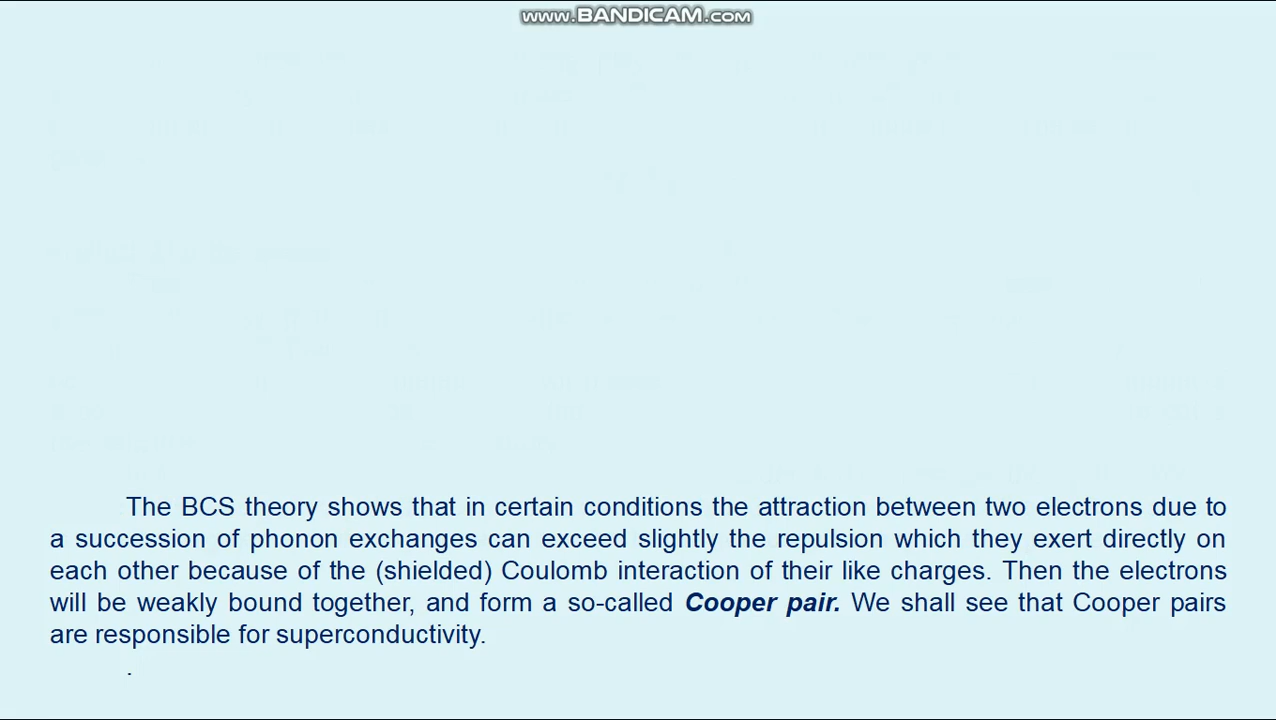 www.BANDICAM.com
The BCS theory shows that in certain conditions the attraction between two electrons due to
a succession of phonon exchanges can exceed slightly the repulsion which they exert directly on
each other because of the (shielded) Coulomb interaction of their like charges. Then the electrons
will be weakly bound together, and form a so-called Cooper pair. We shall see that Cooper pairs
are responsible for superconductivity.
.